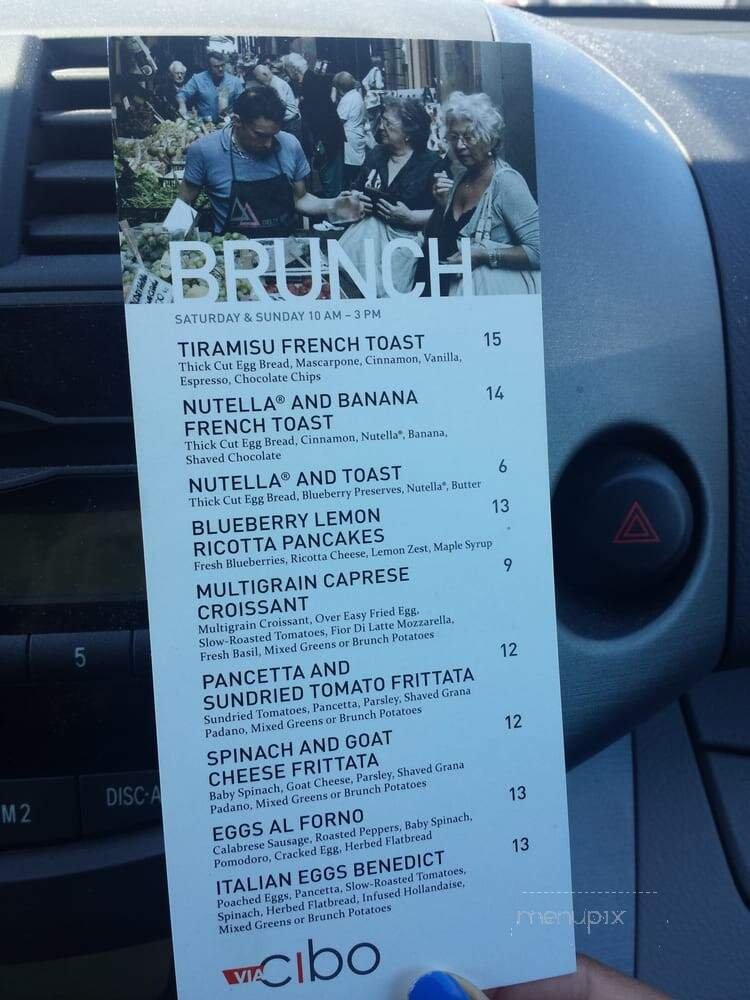 BRUNCH
SATURDAY & SUNDAY 10 AM – 3 PM
TIRAMISU FRENCH TOAST 15
Thick Cut Egg Bread, Mascarpone, Cinnamon, Vanilla,
Espresso, Chocolate Chips
NUTELLA® AND BANANA 14
FRENCH TOAST
Thick Cut Egg Bread, Cinnamon, Nutella®, Banana,
Shaved Chocolate
NUTELLA® AND TOAST 6
Thick Cut Egg Bread, Blueberry Preserves, Nutella®, Butter
BLUEBERRY LEMON 13
RICOTTA PANCAKES
Fresh Blueberries, Ricotta Cheese, Lemon Zest, Maple Syrup
MULTIGRAIN CAPRESE 9
CROISSANT
Multigrain Croissant, Over Easy Fried Egg,
Slow-Roasted Tomatoes, Fior Di Latte Mozzarella,
Fresh Basil, Mixed Greens or Brunch Potatoes
PANCETTA AND 12
SUNDRIED TOMATO FRITTATA
Sundried Tomatoes, Pancetta, Parsley, Shaved Grana
Padano, Mixed Greens or Brunch Potatoes
SPINACH AND GOAT 12
CHEESE FRITTATA
Baby Spinach, Goat Cheese, Parsley, Shaved Grana
Padano, Mixed Greens or Brunch Potatoes
EGGS AL FORNO 13
Calabrese Sausage, Roasted Peppers, Baby Spinach,
Pomodoro, Cracked Egg, Herbed Flatbread
ITALIAN EGGS BENEDICT 13
Poached Eggs, Pancetta, Slow-Roasted Tomatoes,
Spinach, Herbed Flatbread, Infused Hollandaise,
Mixed Greens or Brunch Potatoes
VIA cibo
5
M 2
DISC-A
menupix